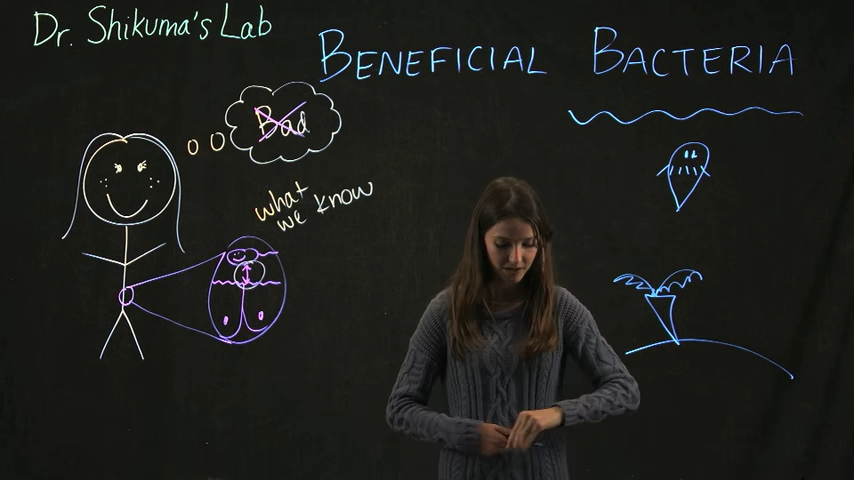 Dr. Shikuma's Lab
BENEFICIAL BACTERIA
Bad
what
we know